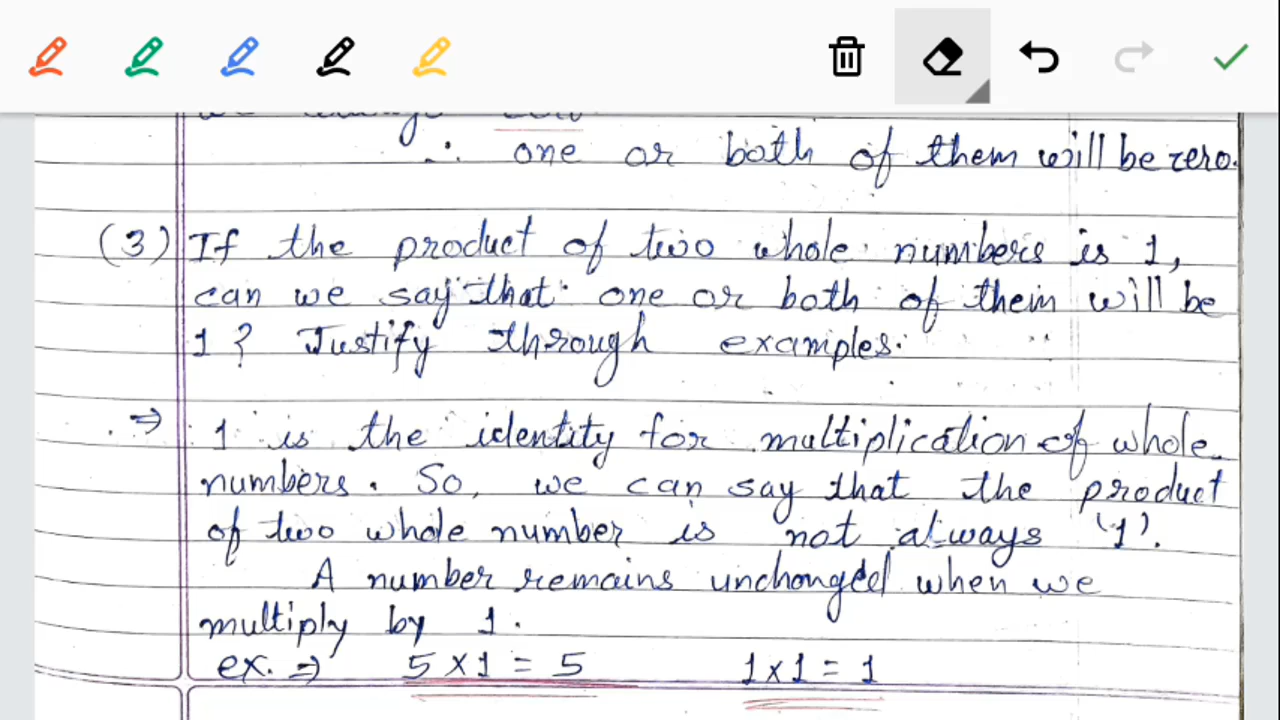 ∴ one or both of them will be zero.
(3) If the product of two whole numbers is 1,
can we say that one or both of them will be
1? Justify through examples.
⇒ 1 is the identity for multiplication of whole
numbers. So, we can say that the product
of two whole number is not always '1'.
A number remains unchanged when we
multiply by 1.
ex. ⇒ 5 x 1 = 5 1 x 1 = 1